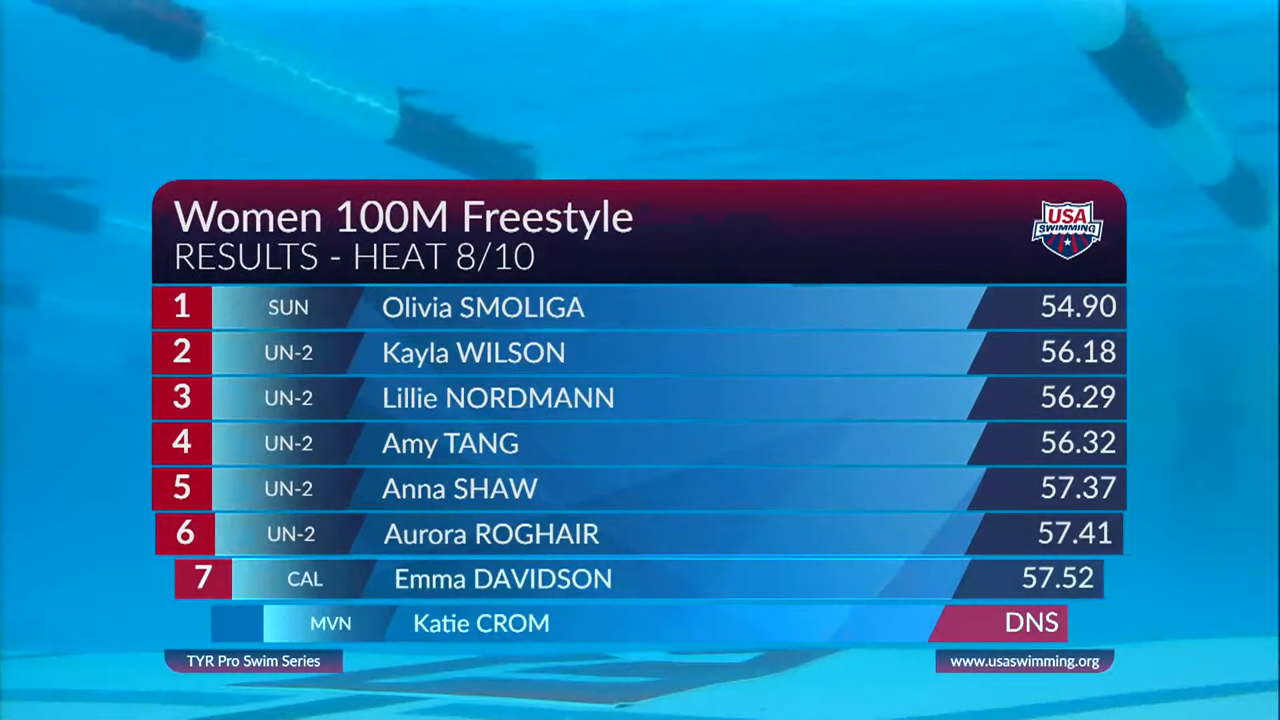 Women 100M Freestyle
RESULTS - HEAT 8/10
USA
SWIMMING
1 SUN Olivia SMOLIGA 54.90
2 UN-2 Kayla WILSON 56.18
3 UN-2 Lillie NORDMANN 56.29
4 UN-2 Amy TANG 56.32
5 UN-2 Anna SHAW 57.37
6 UN-2 Aurora ROGHAIR 57.41
7 CAL Emma DAVIDSON 57.52
MVN Katie CROM DNS
TYR Pro Swim Series www.usaswimming.org